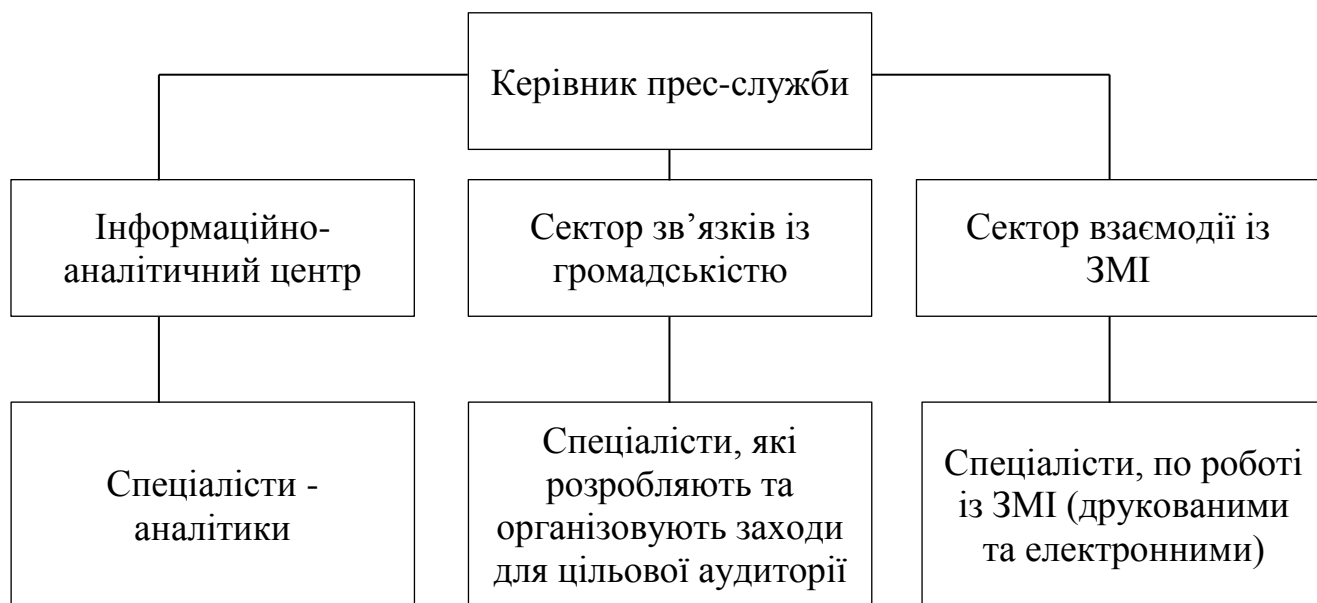 Керівник прес-служби
Інформаційно-
аналітичний центр
Сектор зв’язків із
громадськістю
Сектор взаємодії із
ЗМІ
Спеціалісти -
аналітики
Спеціалісти, які
розробляють та
організовують заходи
для цільової аудиторії
Спеціалісти, по роботі
із ЗМІ (друкованими
та електронними)